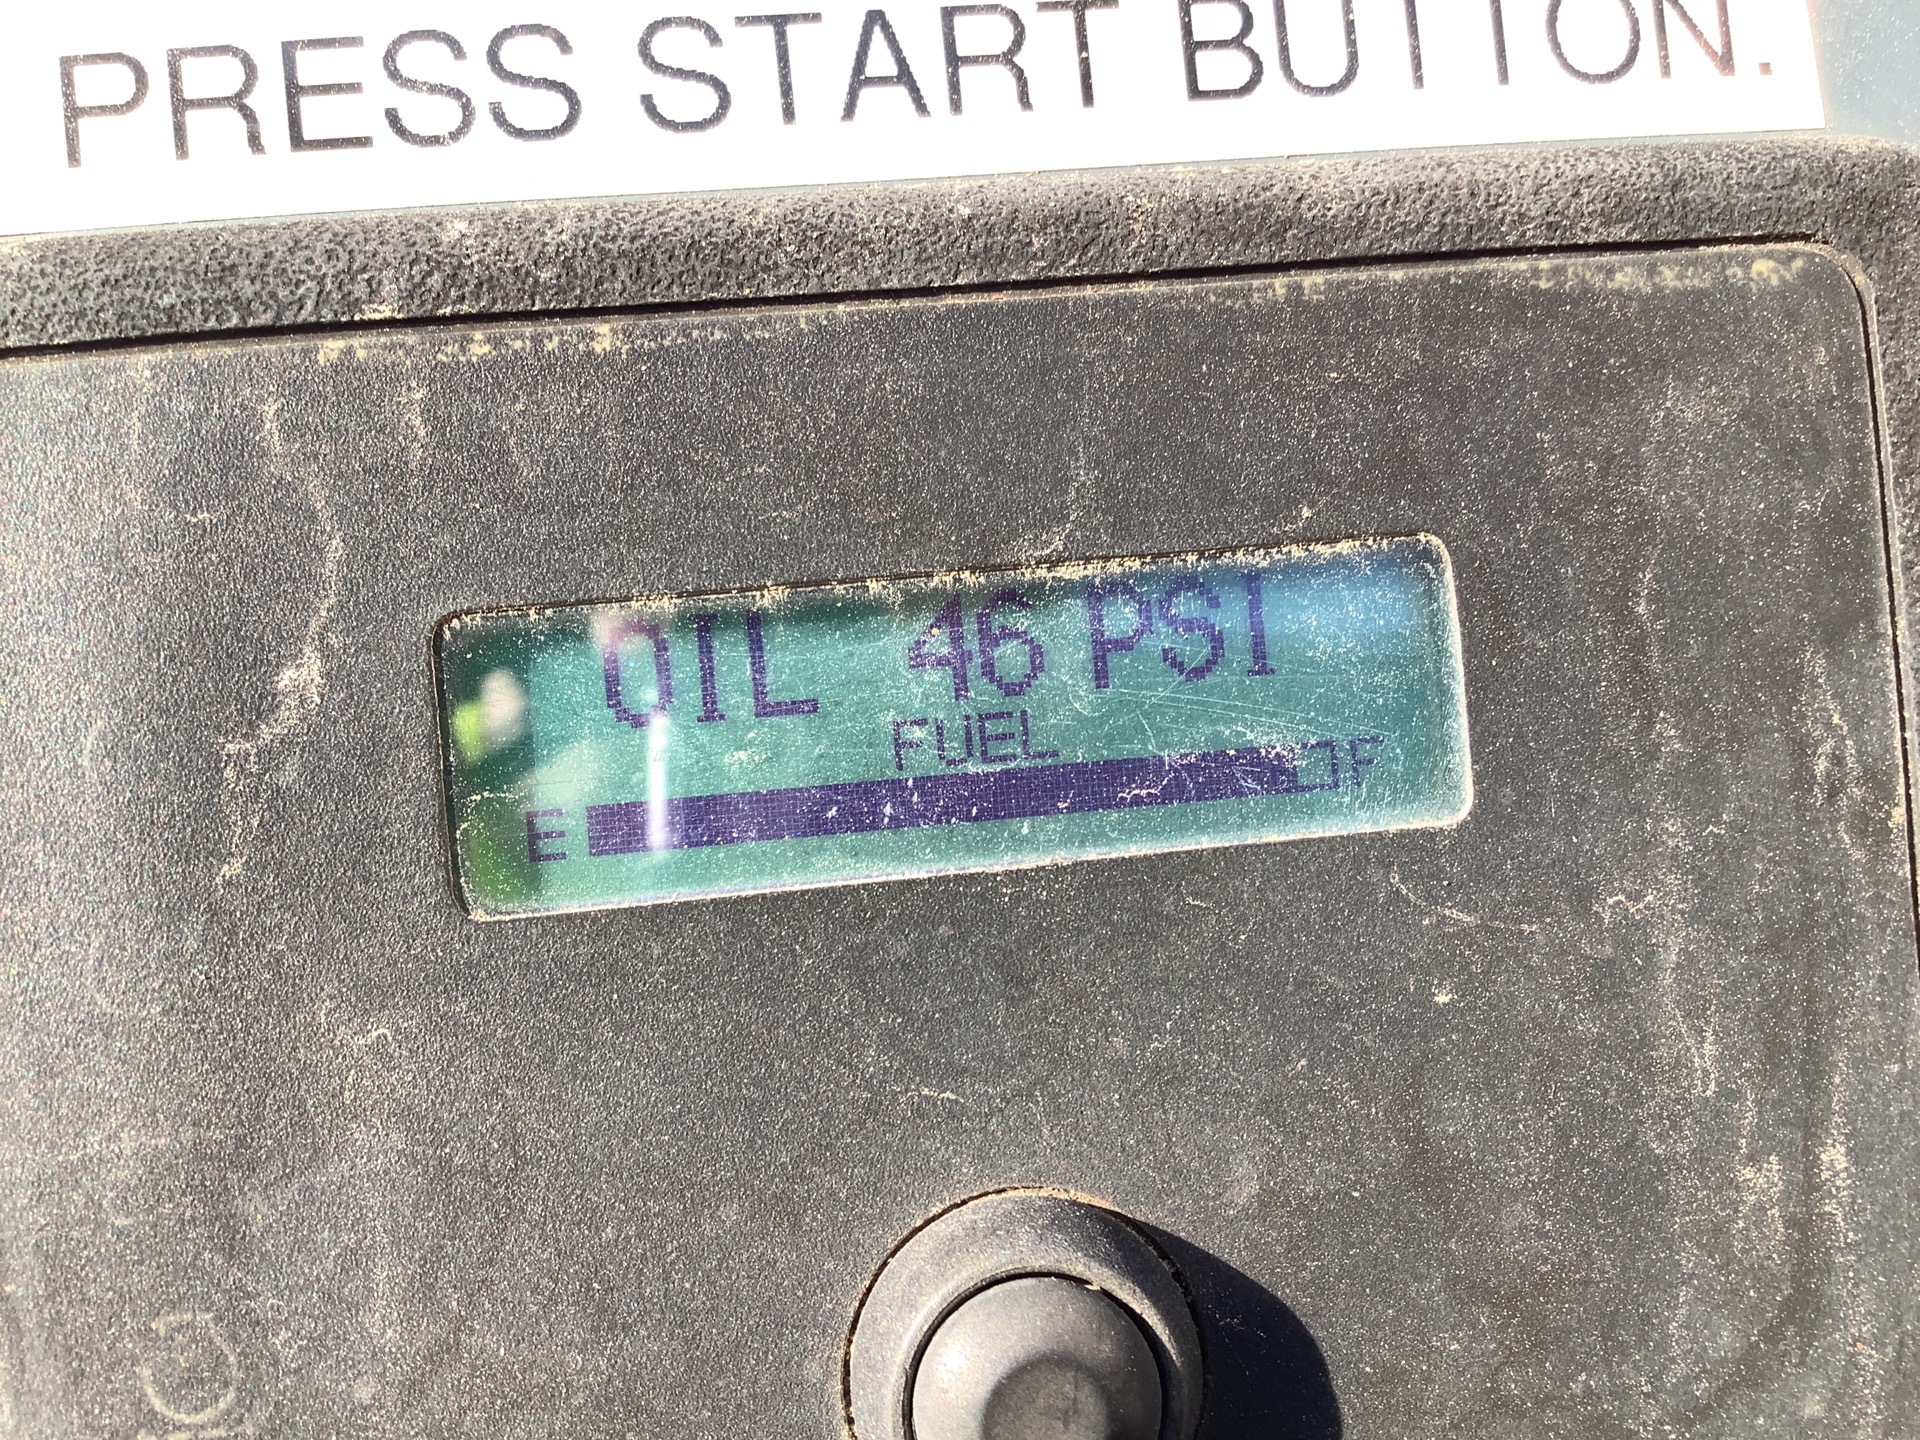 PRESS START BUTTON.
OIL 46 PSI
FUEL
E F